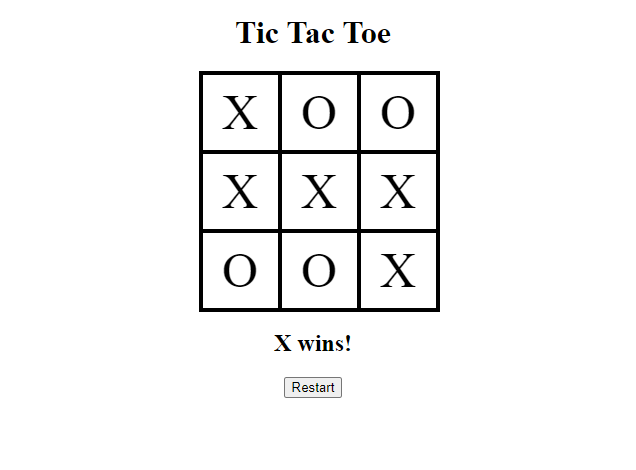 Tic Tac Toe
X O O
X X X
O O X
X wins!
Restart